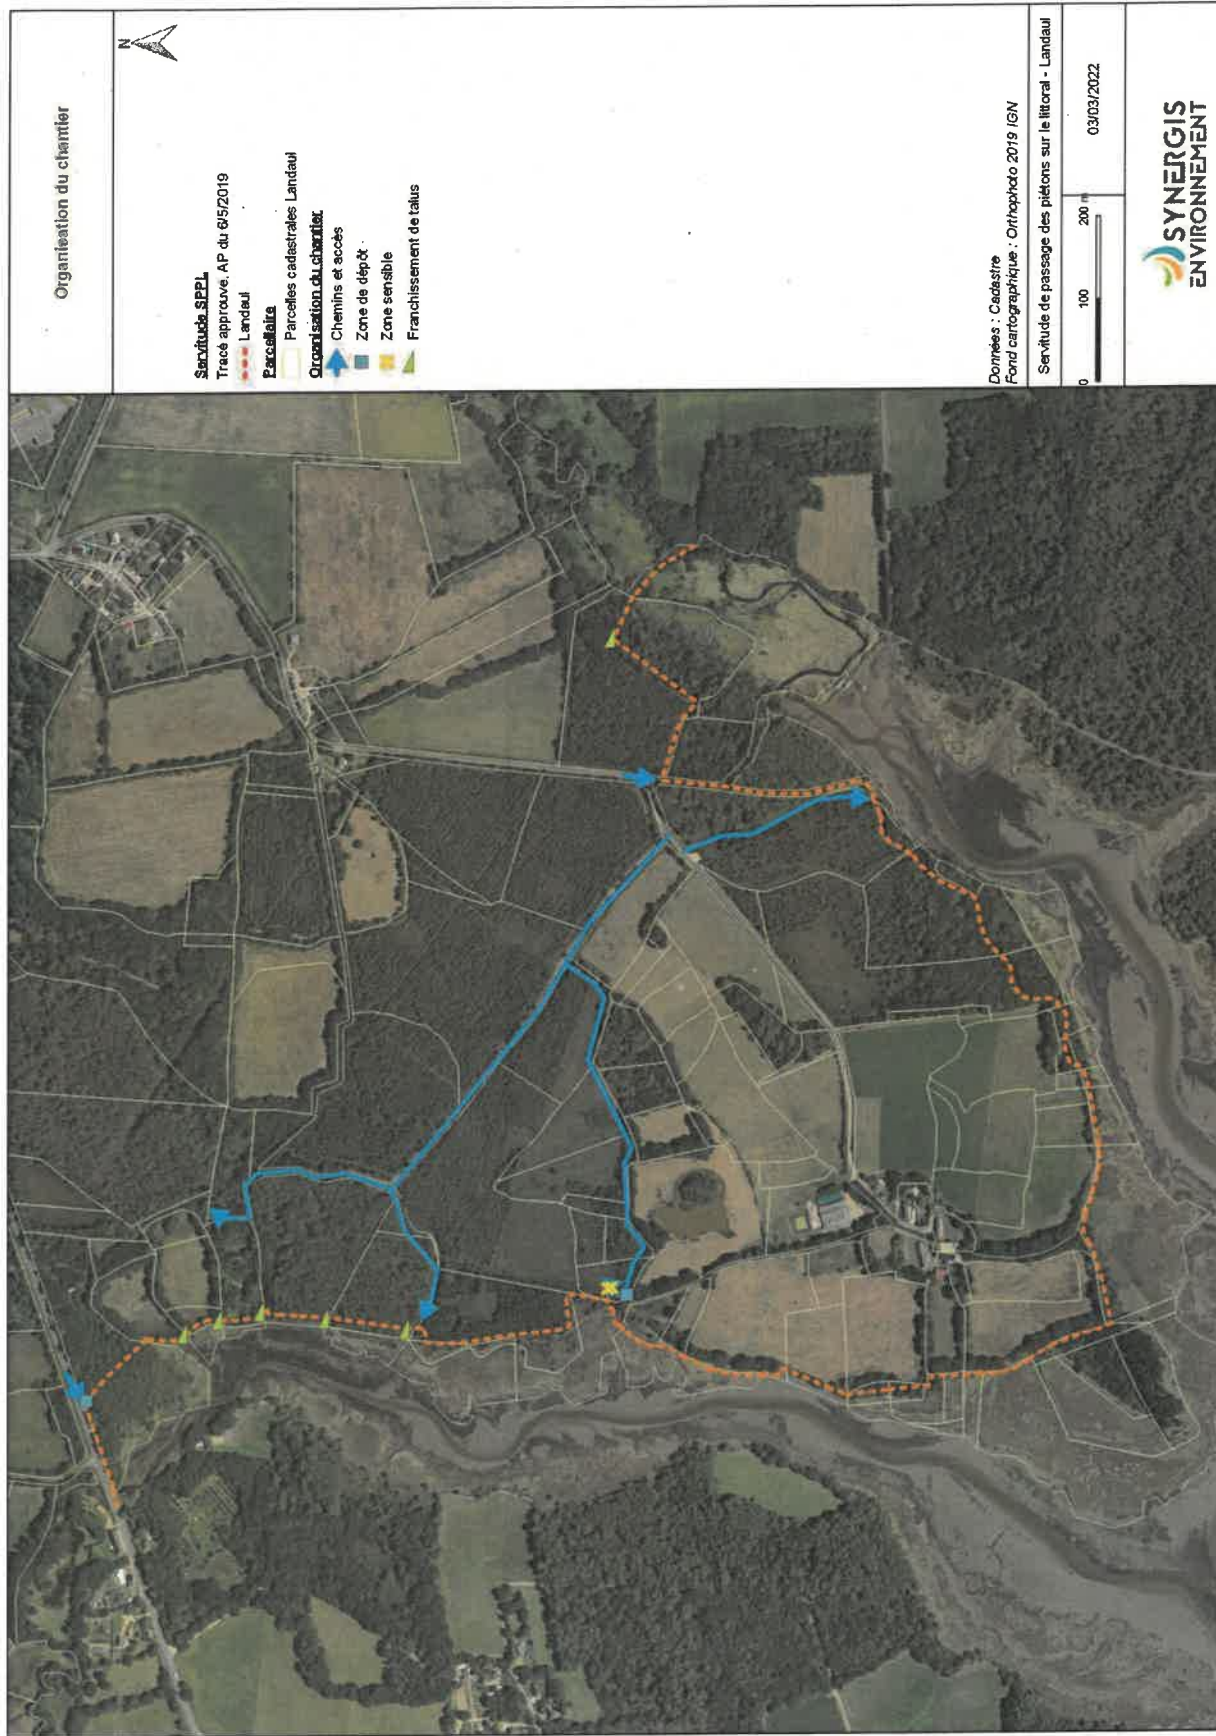 Organisation du chantier
N
Servitude SPPL
Tracé approuvé, AP du 6/5/2019
Landaul
Parcellaire
Parcelles cadastrales Landaul
Organisation du chantier
Chemins et accès
Zone de dépôt
Zone sensible
Franchissement de talus
Données : Cadastre
Fond cartographique : Orthophoto 2019 IGN
Servitude de passage des piétons sur le littoral - Landaul
0 100 200 m
03/03/2022
SYNERGIS
ENVIRONNEMENT